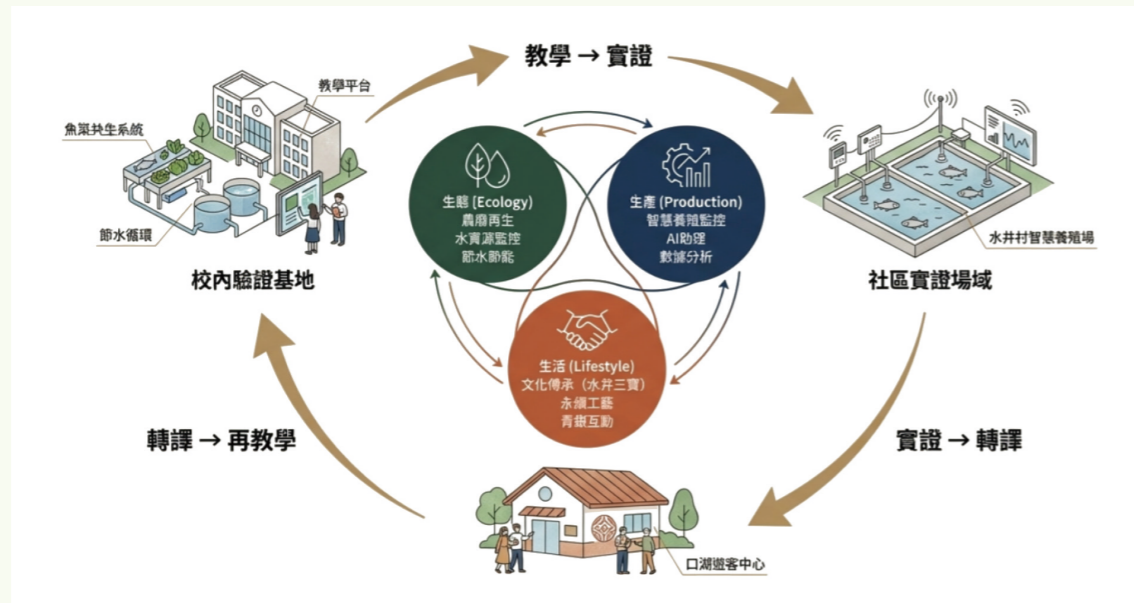 教學 → 實證
教學平台
魚菜共生系統
節水循環
校內驗證基地
生態 (Ecology)
農廢再生
水資源監控
節水節能
生產 (Production)
智慧養殖監控
AI助理
數據分析
水井村智慧養殖場
社區實證場域
生活 (Lifestyle)
文化傳承（水井三寶）
永續工藝
青銀互動
轉譯 → 再教學
實證 → 轉譯
口湖遊客中心